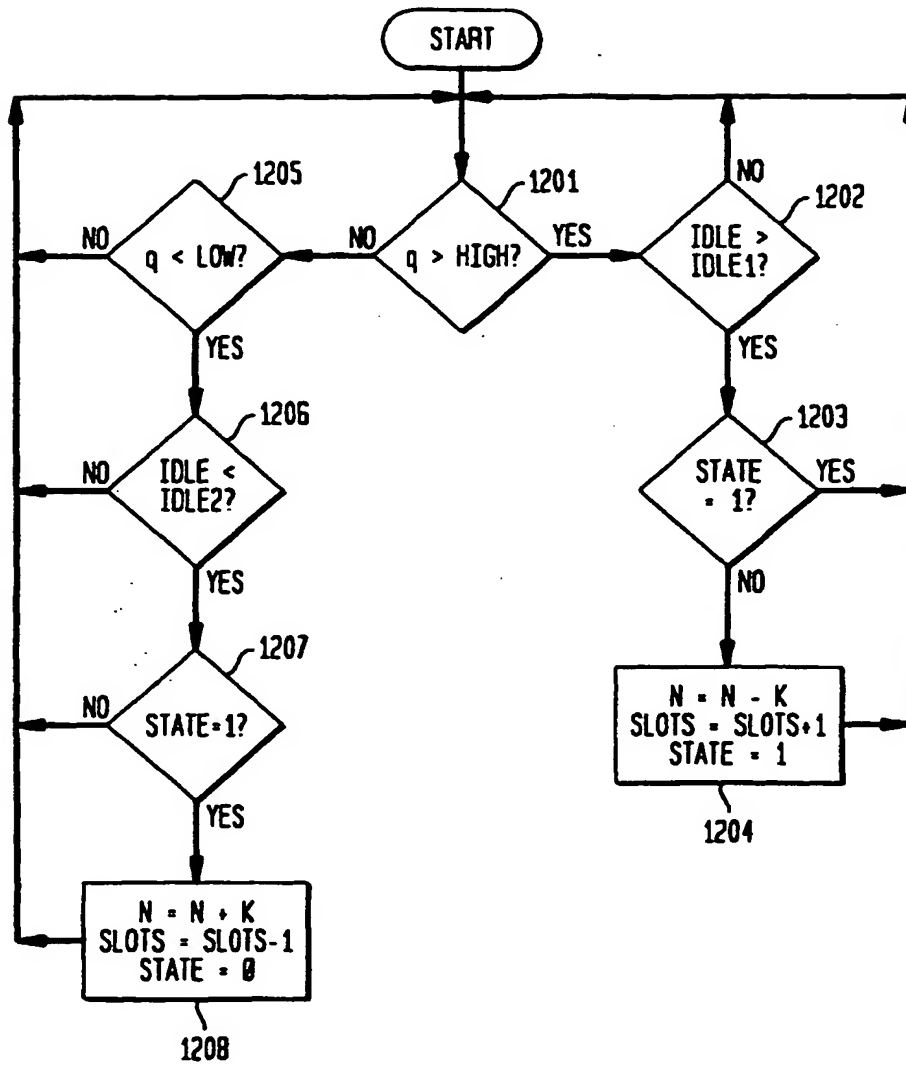 START
1205
1201
1202
NO
q < LOW?
NO
q > HIGH?
YES
IDLE >
IDLE1?
NO
YES
YES
1206
1203
NO
IDLE <
IDLE2?
STATE
= 1?
YES
YES
NO
1207
NO
STATE=1?
N = N - K
SLOTS = SLOTS+1
STATE = 1
YES
1204
N = N + K
SLOTS = SLOTS-1
STATE = 0
1208